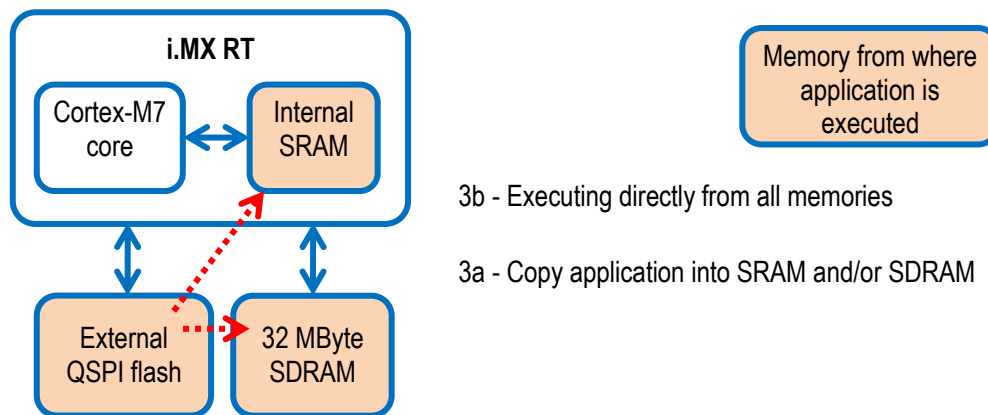 i.MX RT
Cortex-M7
core
Internal
SRAM
Memory from where
application is
executed
3b - Executing directly from all memories
3a - Copy application into SRAM and/or SDRAM
External
QSPI flash
32 MByte
SDRAM